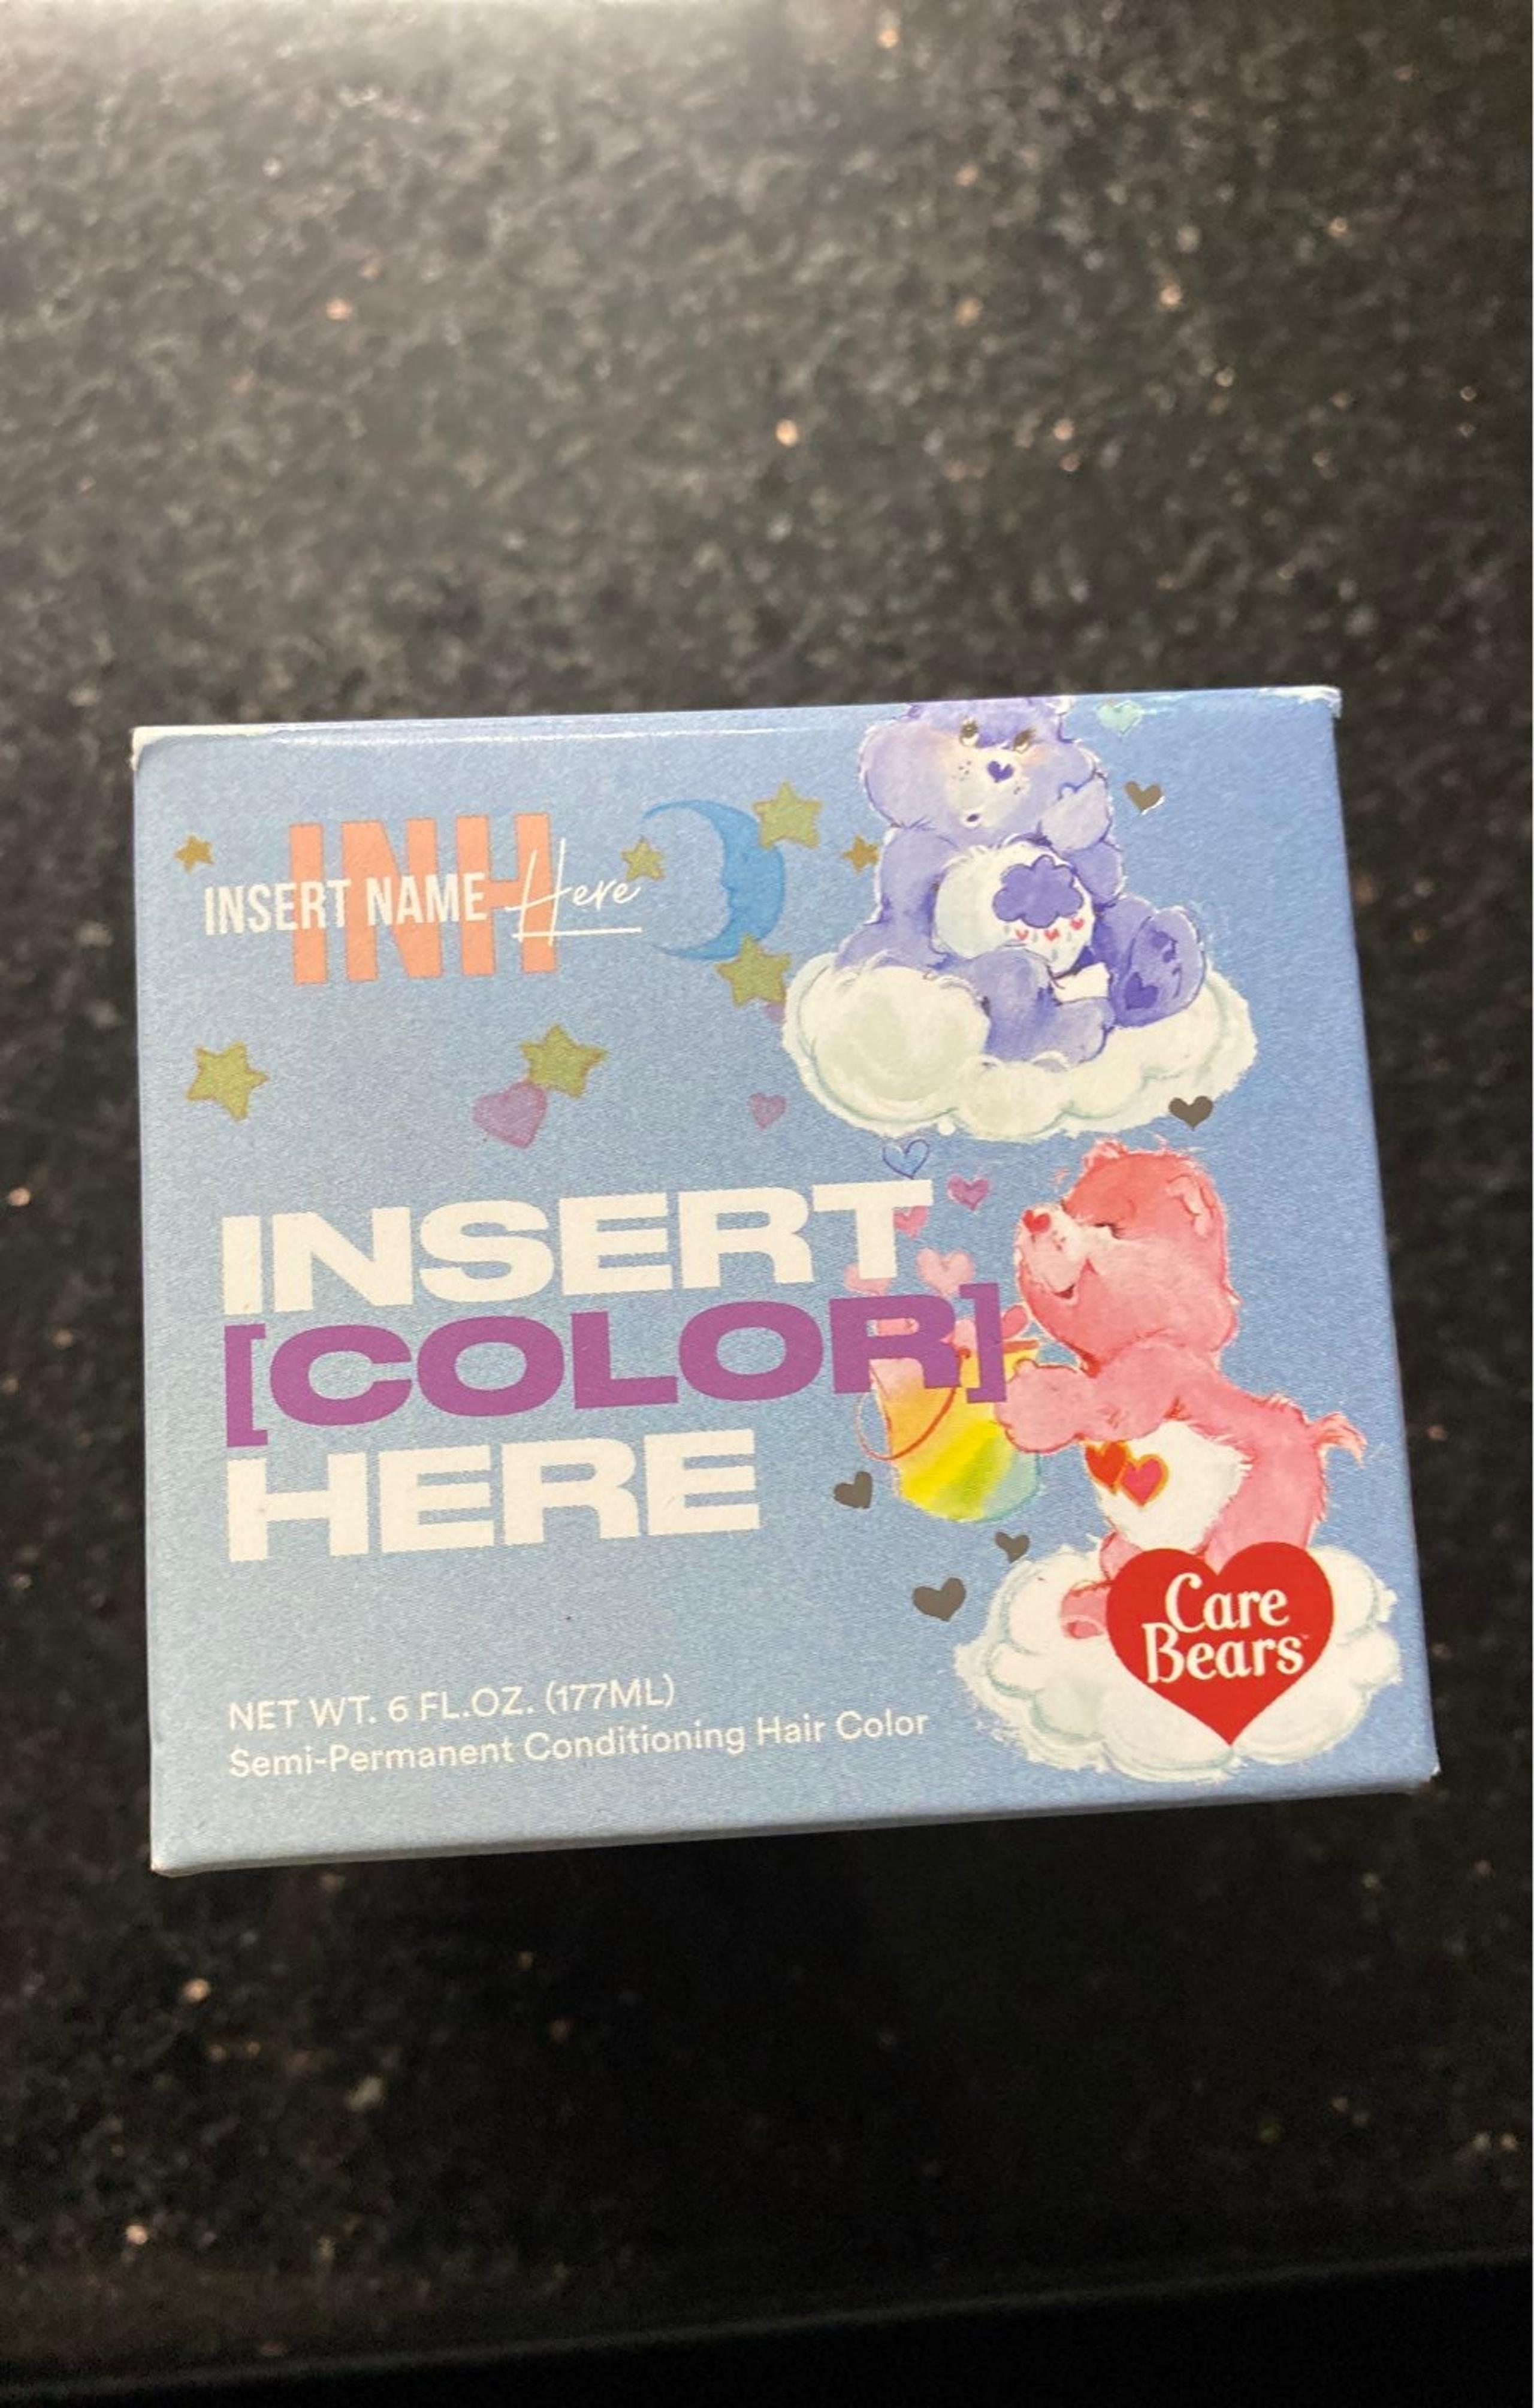 INH
INSERT NAME Here
INSERT
[COLOR]
HERE
NET WT. 6 FL.OZ. (177ML)
Semi-Permanent Conditioning Hair Color
Care
Bears